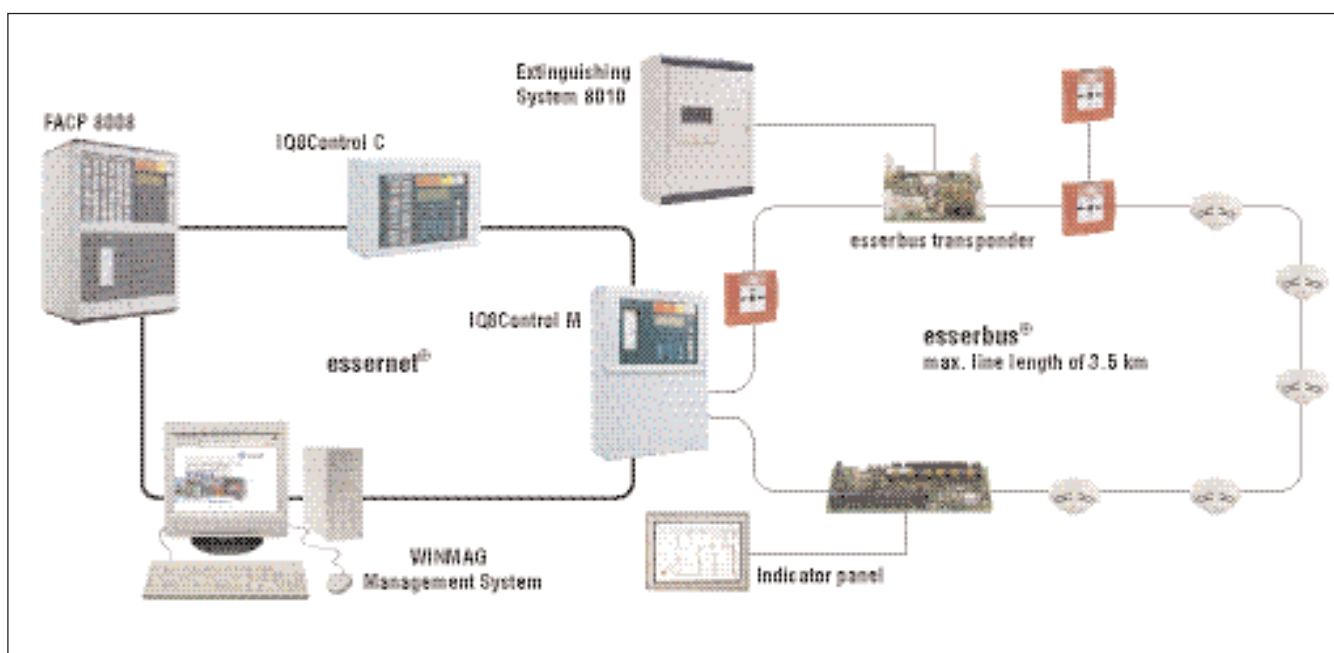 Extinguishing
System 8010
FACP 8008
IQ8Control C
esserbus transponder
IQ8Control M
essernet®
esserbus®
max. line length of 3.5 km
WINMAG
Management System
Indicator panel